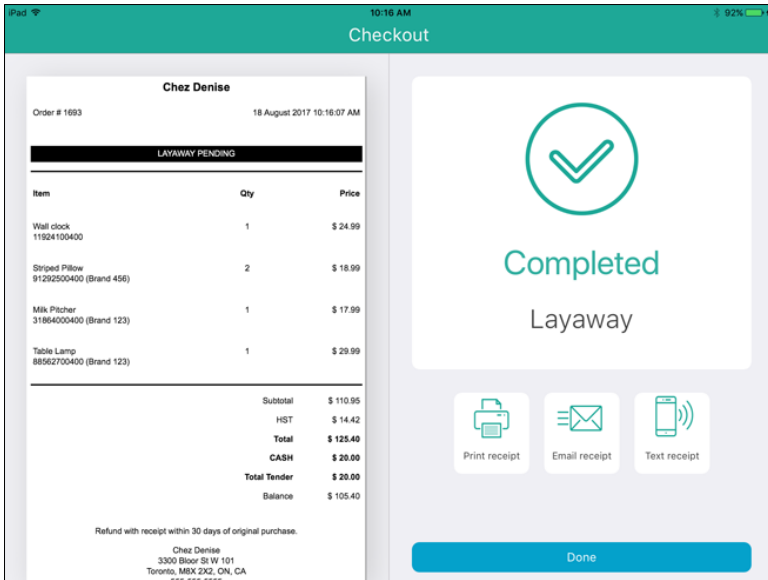 iPad 10:16 AM 92%
Checkout
Chez Denise
Order # 1693 18 August 2017 10:16:07 AM
LAYAWAY PENDING
Item Qty Price
Wall clock 1 $ 24.99
11924100400
Striped Pillow 2 $ 18.99
91292500400 (Brand 456)
Milk Pitcher 1 $ 17.99
31864000400 (Brand 123)
Table Lamp 1 $ 29.99
88562700400 (Brand 123)
Subtotal $ 110.95
HST $ 14.42
Total $ 125.40
CASH $ 20.00
Total Tender $ 20.00
Balance $ 105.40
Refund with receipt within 30 days of original purchase.
Chez Denise
3300 Bloor St W 101
Toronto, M8X 2X2, ON, CA
Completed
Layaway
Print receipt Email receipt Text receipt
Done